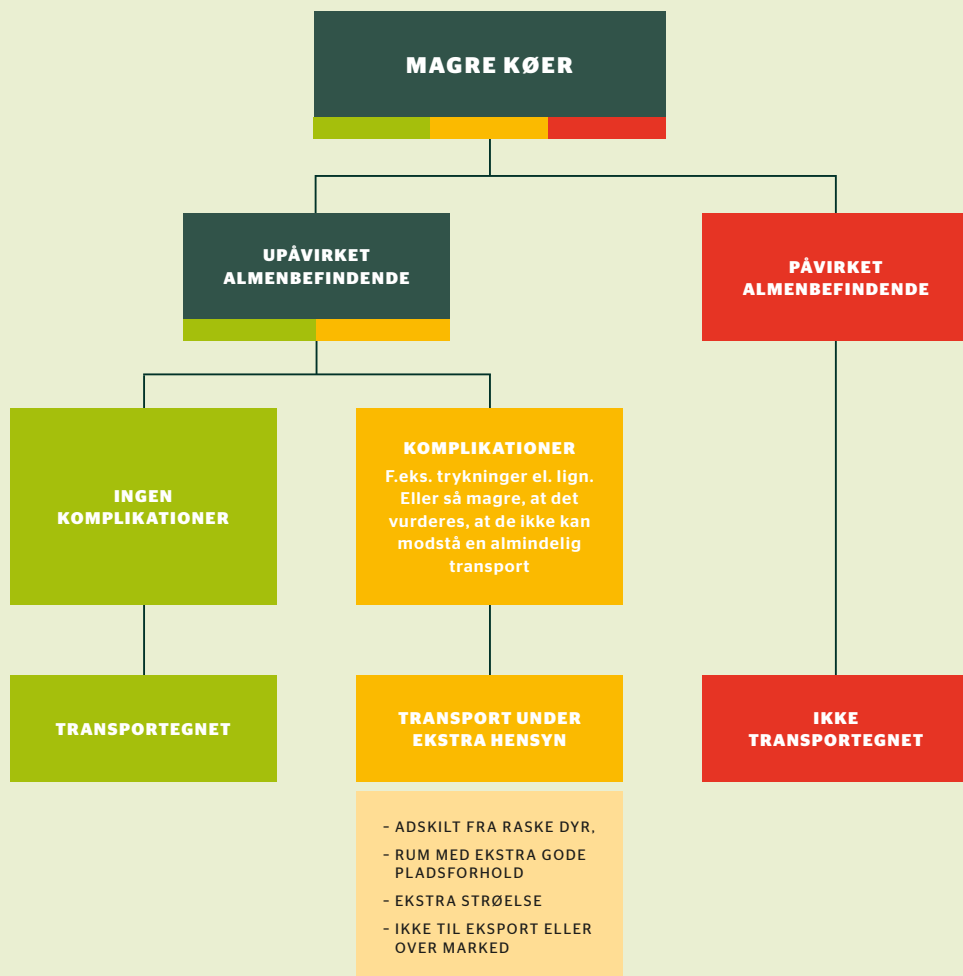 MAGRE KØER
UPÅVIRKET
ALMENBEFINDENDE
PÅVIRKET
ALMENBEFINDENDE
INGEN
KOMPLIKATIONER
KOMPLIKATIONER
F.eks. trykninger el. lign.
Eller så magre, at det
vurderes, at de ikke kan
modstå en almindelig
transport
TRANSPORTEGNET
TRANSPORT UNDER
EKSTRA HENSYN
IKKE
TRANSPORTEGNET
- ADSKILT FRA RASKE DYR,
- RUM MED EKSTRA GODE
PLADSFORHOLD
- EKSTRA STRØELSE
- IKKE TIL EKSPORT ELLER
OVER MARKED